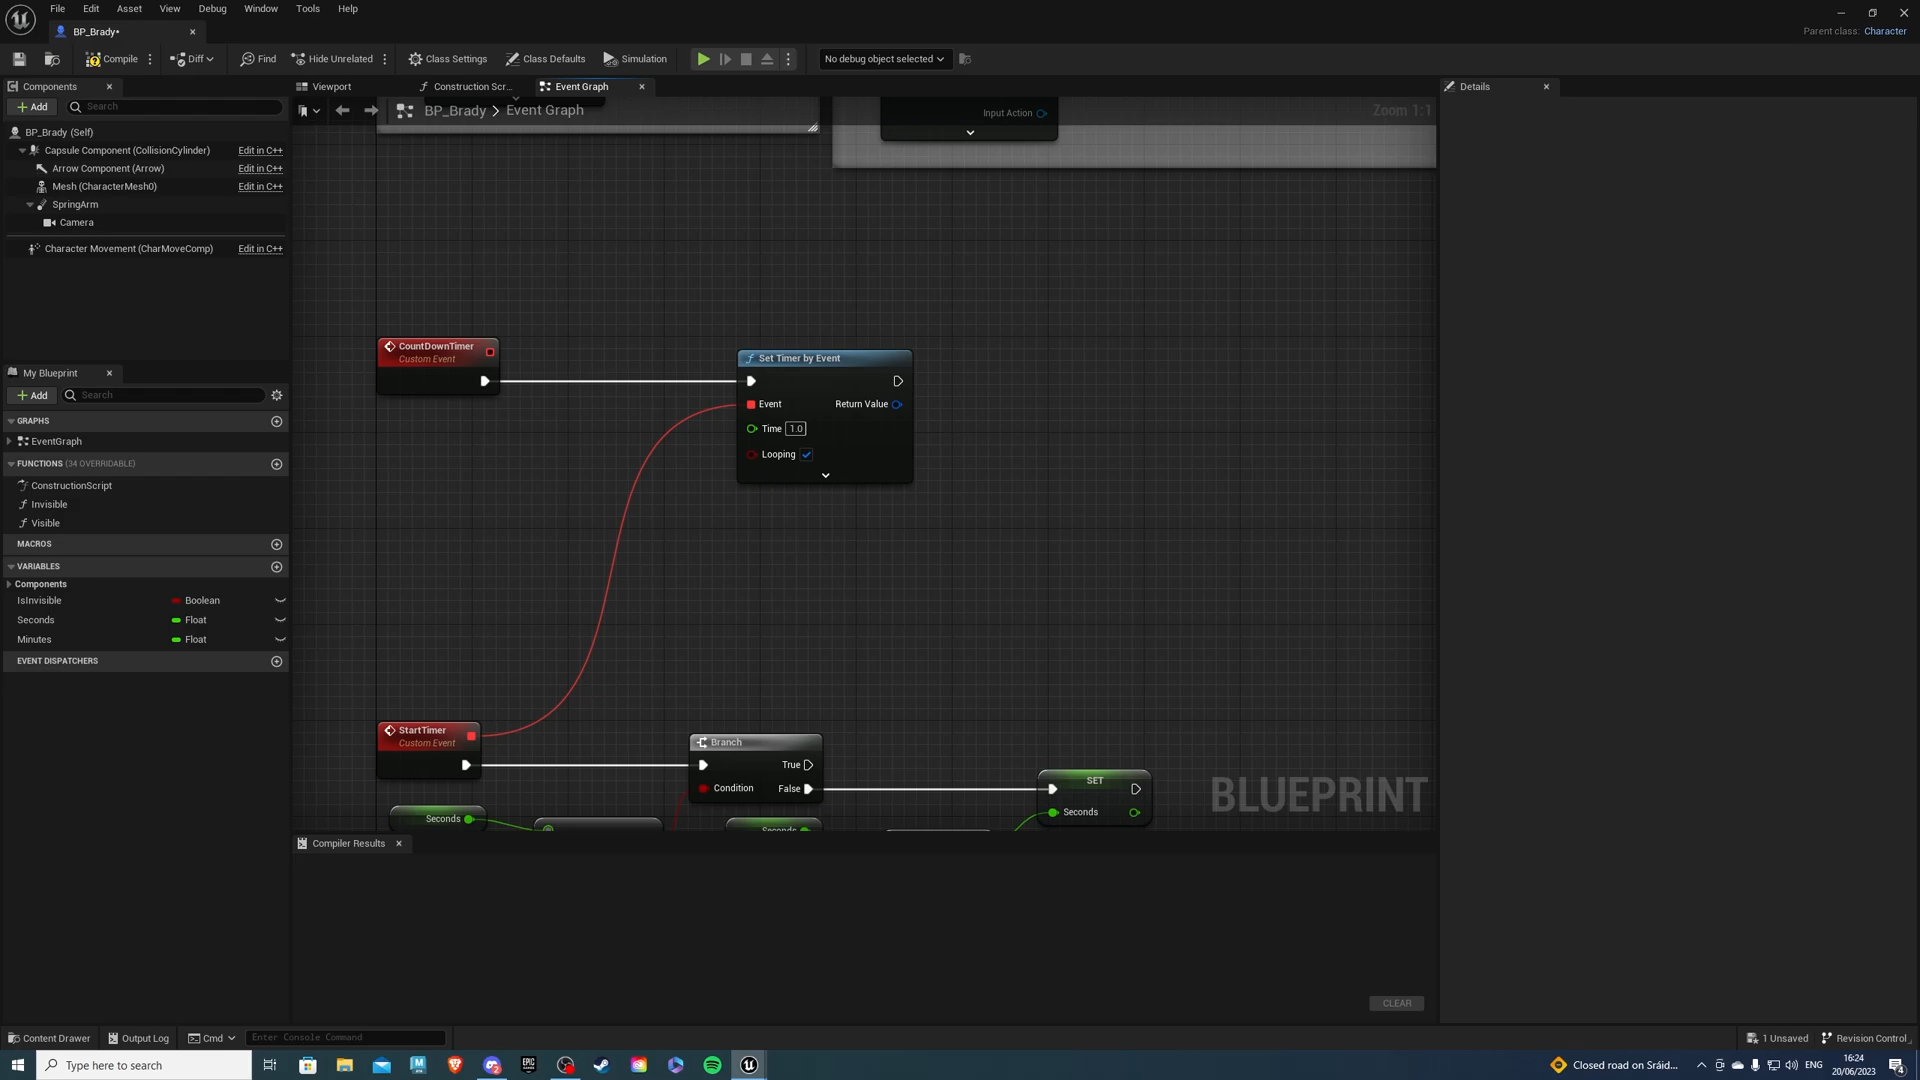 File Edit Asset View Debug Window Tools Help
BP_Brady•
Parent class: Character
Compile Diff Find Hide Unrelated Class Settings Class Defaults Simulation No debug object selected
Components
Viewport Construction Scr... Event Graph
Details
Add Search
BP_Brady > Event Graph
Zoom 1:1
Input Action
BP_Brady (Self)
Capsule Component (CollisionCylinder) Edit in C++
Arrow Component (Arrow) Edit in C++
Mesh (CharacterMesh0) Edit in C++
SpringArm
Camera
Character Movement (CharMoveComp) Edit in C++
My Blueprint
Add Search
GRAPHS
EventGraph
FUNCTIONS (34 OVERRIDABLE)
ConstructionScript
Invisible
Visible
MACROS
VARIABLES
Components
IsInvisible Boolean
Seconds Float
Minutes Float
EVENT DISPATCHERS
CountDownTimer
Custom Event
Set Timer by Event
Event Return Value
Time 1.0
Looping
StartTimer
Custom Event
Branch
True
Condition False
SET
Seconds
Seconds
Seconds
BLUEPRINT
Compiler Results
CLEAR
Content Drawer Output Log Cmd Enter Console Command
1 Unsaved Revision Control
Type here to search
Closed road on Sráid... ENG
16:24
20/06/2023
4